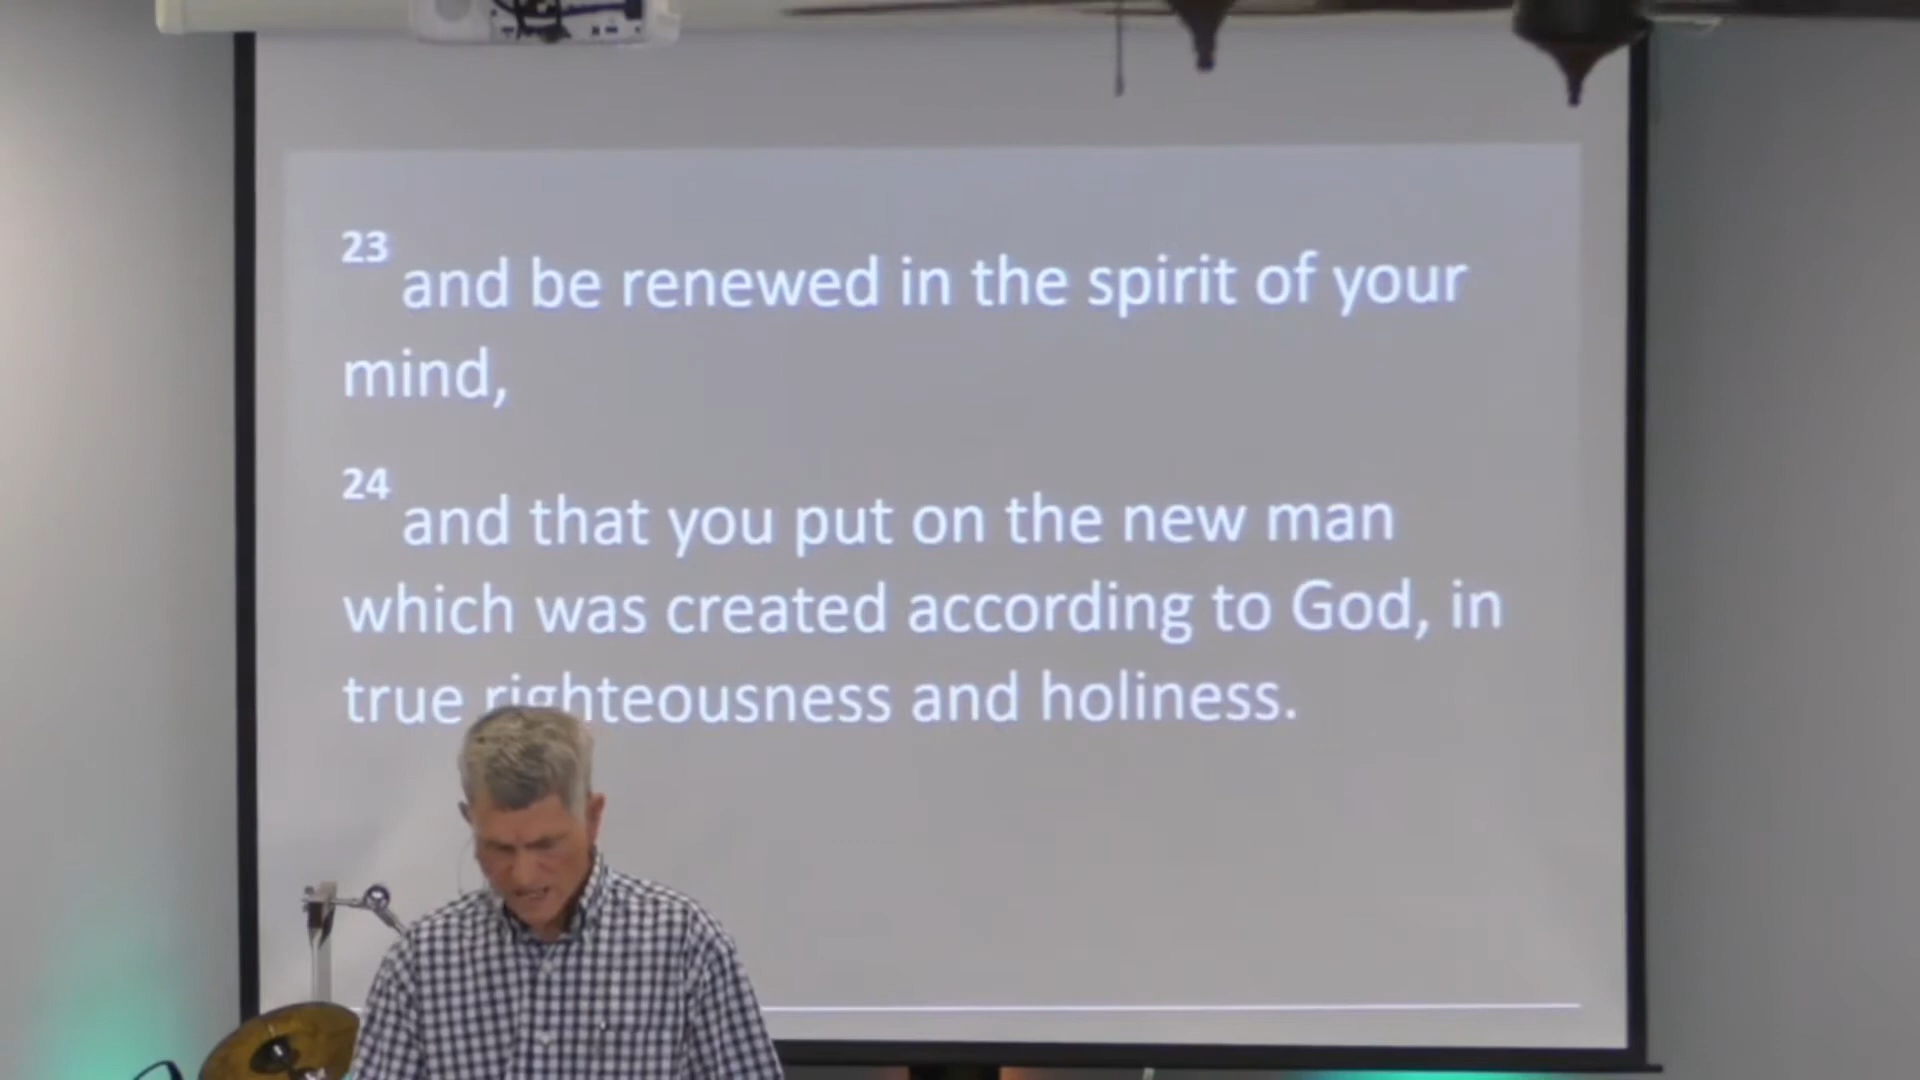 23 and be renewed in the spirit of your
mind,
24 and that you put on the new man
which was created according to God, in
true righteousness and holiness.